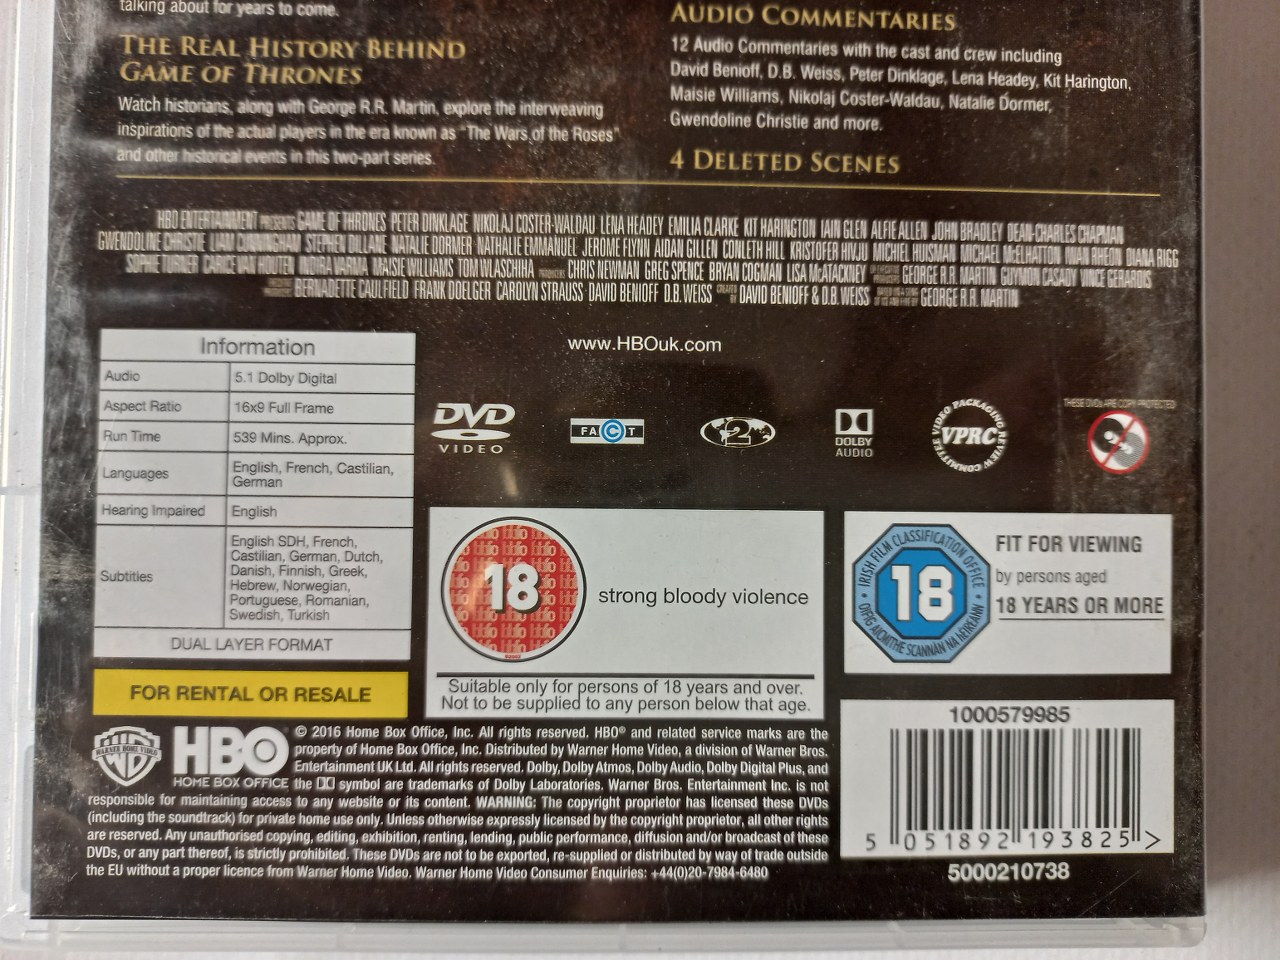 talking about for years to come.
THE REAL HISTORY BEHIND
GAME OF THRONES
Watch historians, along with George R.R. Martin, explore the interweaving
inspirations of the actual players in the era known as "The Wars of the Roses"
and other historical events in this two-part series.
AUDIO COMMENTARIES
12 Audio Commentaries with the cast and crew including
David Benioff, D.B. Weiss, Peter Dinklage, Lena Headey, Kit Harington,
Maisie Williams, Nikolaj Coster-Waldau, Natalie Dormer,
Gwendoline Christie and more.
4 DELETED SCENES
HBO ENTERTAINMENT PRESENTS GAME OF THRONES PETER DINKLAGE NIKOLAJ COSTER-WALDAU LENA HEADEY EMILIA CLARKE KIT HARINGTON IAIN GLEN ALFIE ALLEN JOHN BRADLEY DEAN-CHARLES CHAPMAN
GWENDOLINE CHRISTIE LIAM CUNNINGHAM STEPHEN DILLANE NATALIE DORMER NATHALIE EMMANUEL JEROME FLYNN AIDAN GILLEN CONLETH HILL KRISTOFER HIVJU MICHIEL HUISMAN MICHAEL McELHATTON IWAN RHEON DIANA RIGG
SOPHIE TURNER CARICE VAN HOUTEN INDIRA VARMA MAISIE WILLIAMS TOM WLASCHIHA CHRIS NEWMAN GREG SPENCE BRYAN COGMAN LISA McATACKNEY GEORGE R.R. MARTIN GUYMON CASADY VINCE GERARDIS
BERNADETTE CAULFIELD FRANK DOELGER CAROLYN STRAUSS DAVID BENIOFF D.B. WEISS CREATED BY DAVID BENIOFF & D.B. WEISS GEORGE R.R. MARTIN
www.HBOuk.com
Information
Audio 5.1 Dolby Digital
Aspect Ratio 16x9 Full Frame
Run Time 539 Mins. Approx.
Languages English, French, Castilian,
German
Hearing Impaired English
Subtitles English SDH, French,
Castilian, German, Dutch,
Danish, Finnish, Greek,
Hebrew, Norwegian,
Portuguese, Romanian,
Swedish, Turkish
DUAL LAYER FORMAT
FOR RENTAL OR RESALE
DVD
VIDEO
FACT
2
DOLBY
AUDIO
VIDEO PACKAGING REVIEW COMMITTEE
VPRC
THESE DVDs ARE COPY PROTECTED
18
strong bloody violence
Suitable only for persons of 18 years and over.
Not to be supplied to any person below that age.
IRISH FILM CLASSIFICATION OFFICE
18
OIFIG AICMITHE SCANNÁN NA hÉIREANN
FIT FOR VIEWING
by persons aged
18 YEARS OR MORE
WARNER HOME VIDEO
HBO
HOME BOX OFFICE
© 2016 Home Box Office, Inc. All rights reserved. HBO® and related service marks are the
property of Home Box Office, Inc. Distributed by Warner Home Video, a division of Warner Bros.
Entertainment UK Ltd. All rights reserved. Dolby, Dolby Atmos, Dolby Audio, Dolby Digital Plus, and
the symbol are trademarks of Dolby Laboratories. Warner Bros. Entertainment Inc. is not
responsible for maintaining access to any website or its content. WARNING: The copyright proprietor has licensed these DVDs
(including the soundtrack) for private home use only. Unless otherwise expressly licensed by the copyright proprietor, all other rights
are reserved. Any unauthorised copying, editing, exhibition, renting, lending, public performance, diffusion and/or broadcast of these
DVDs, or any part thereof, is strictly prohibited. These DVDs are not to be exported, re-supplied or distributed by way of trade outside
the EU without a proper licence from Warner Home Video. Warner Home Video Consumer Enquiries: +44(0)20-7984-6480
1000579985
5 051892 193825 >
5000210738